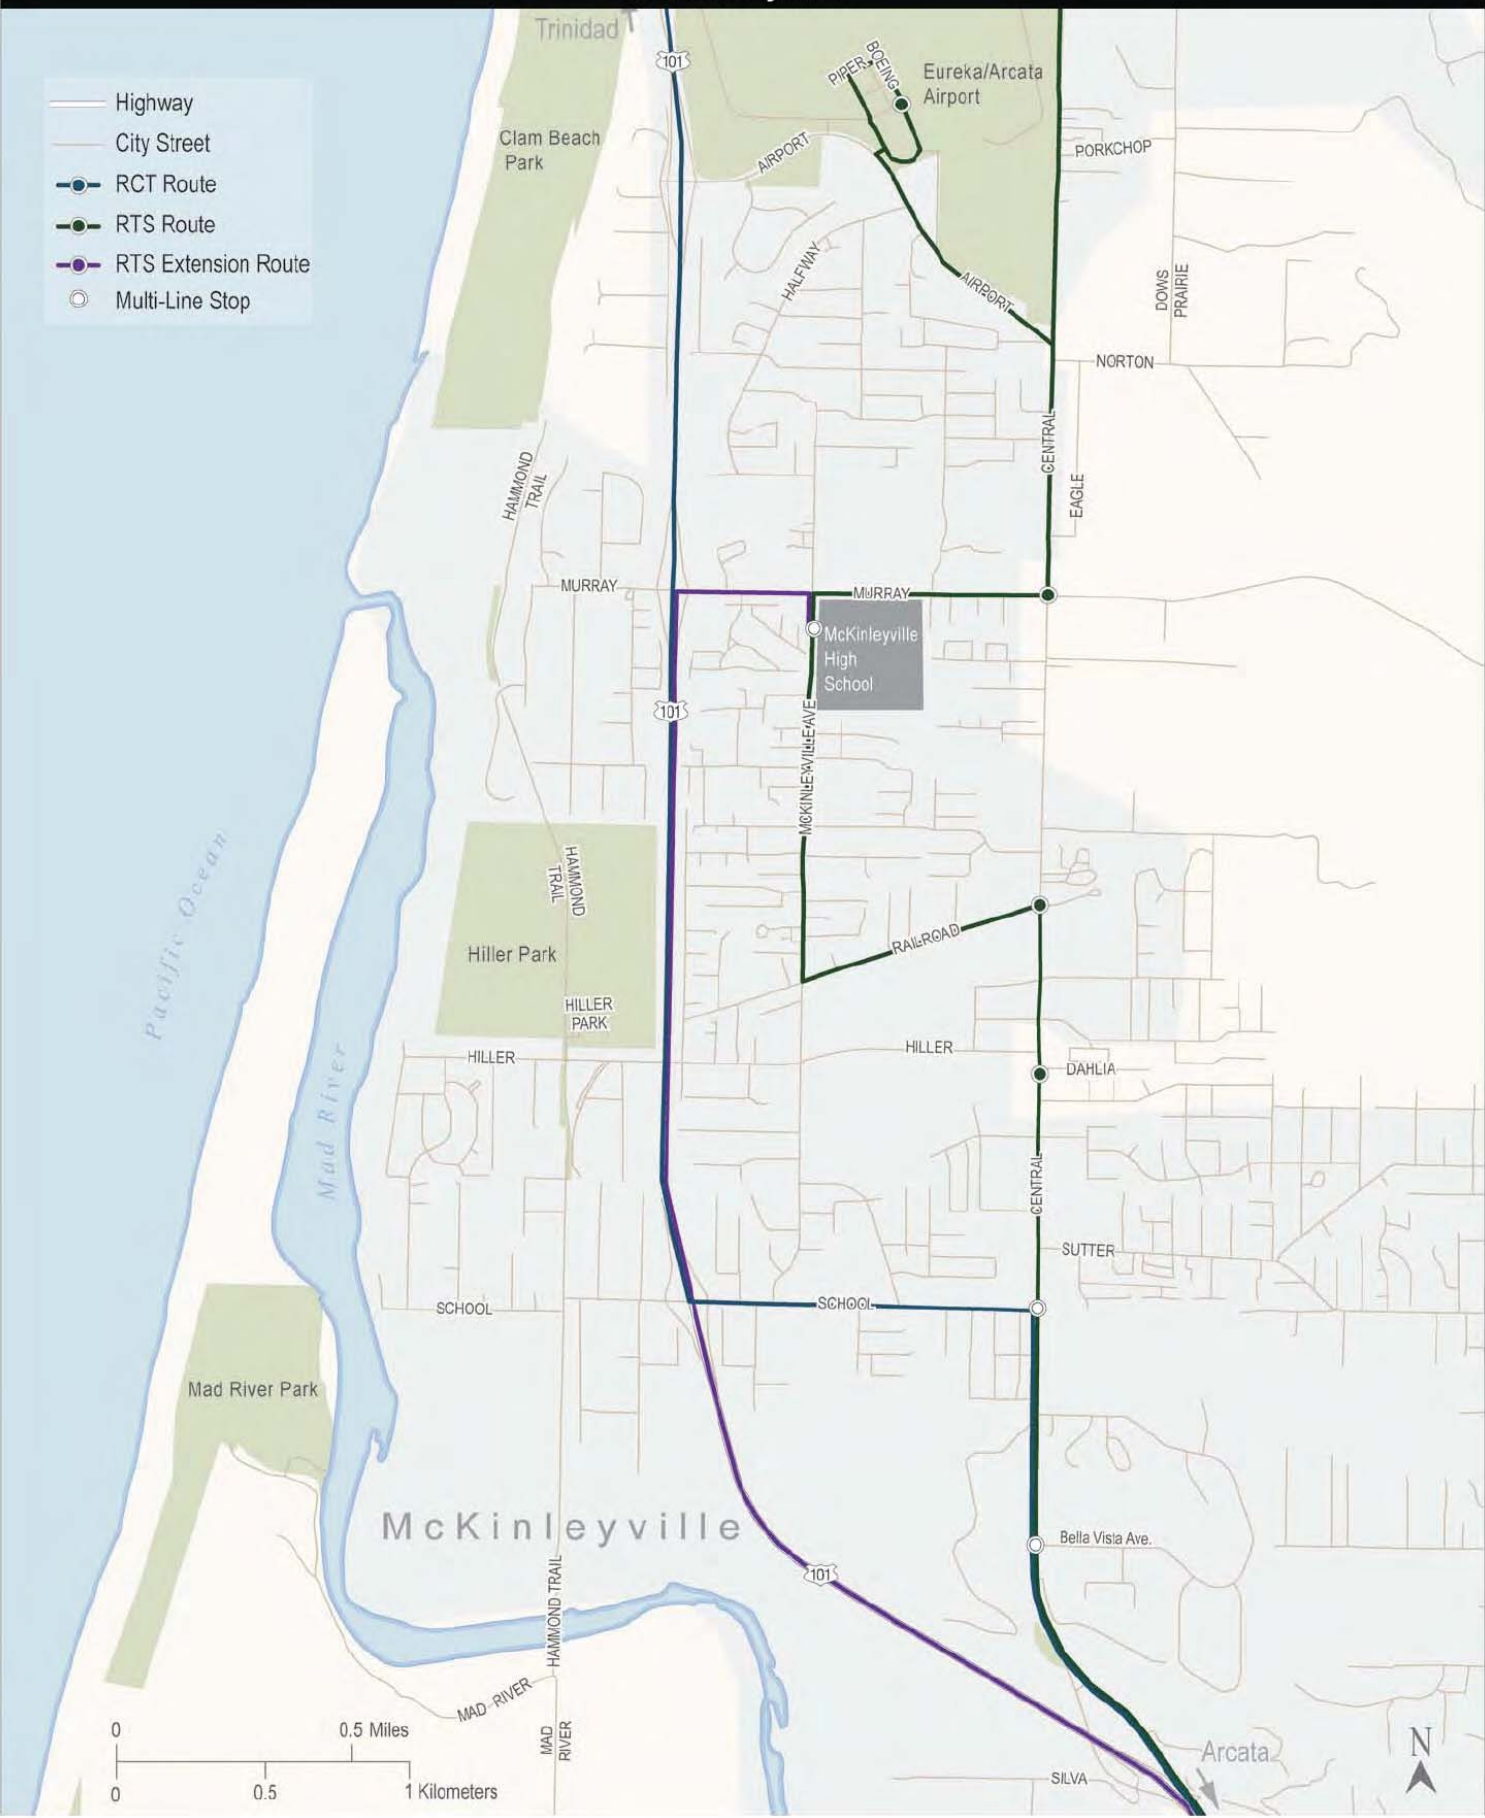 Trinidad
101
PIPER
BOEING
Eureka/Arcata
Airport
Highway
City Street
RCT Route
RTS Route
RTS Extension Route
Multi-Line Stop
Clam Beach
Park
AIRPORT
PORKCHOP
HALFWAY
AIRPORT
DOWS
PRAIRIE
NORTON
CENTRAL
EAGLE
HAMMOND
TRAIL
MURRAY
MURRAY
McKinleyville
High
School
101
MCKINLEYVILLE AVE
Pacific Ocean
HAMMOND
TRAIL
RAILROAD
Hiller Park
HILLER
PARK
HILLER
HILLER
DAHLIA
Mad River
CENTRAL
SUTTER
SCHOOL
SCHOOL
Mad River Park
McKinleyville
Bella Vista Ave.
101
HAMMOND TRAIL
MAD RIVER
MAD
RIVER
0
0.5 Miles
0
0.5
1 Kilometers
SILVA
Arcata
N